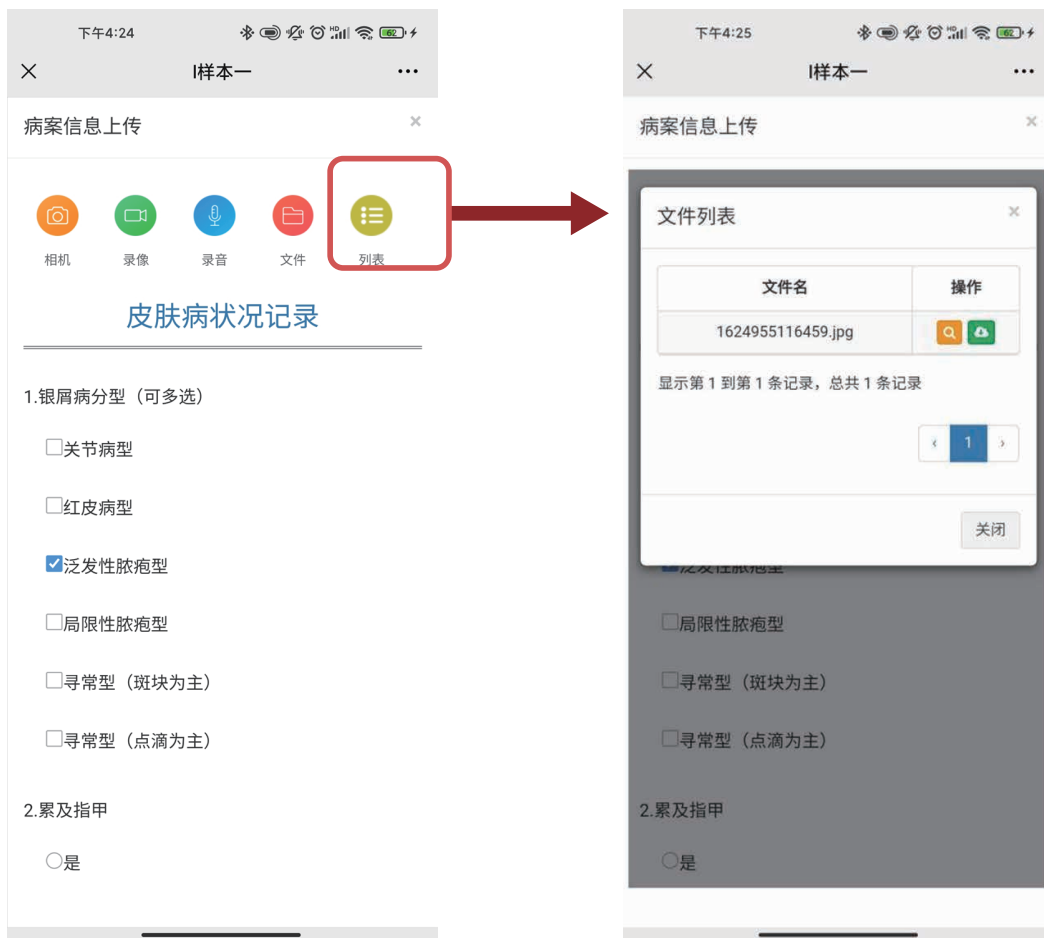 下午4:24
HD
62
I样本一
病案信息上传
×
相机 录像 录音 文件 列表
皮肤病状况记录
1.银屑病分型（可多选）
关节病型
红皮病型
泛发性脓疱型
局限性脓疱型
寻常型（斑块为主）
寻常型（点滴为主）
2.累及指甲
是
下午4:25
HD
62
I样本一
病案信息上传
×
文件列表
×
文件名 操作
1624955116459.jpg
显示第 1 到第 1 条记录，总共 1 条记录
‹ 1 ›
关闭
泛发性脓疱型
局限性脓疱型
寻常型（斑块为主）
寻常型（点滴为主）
2.累及指甲
是